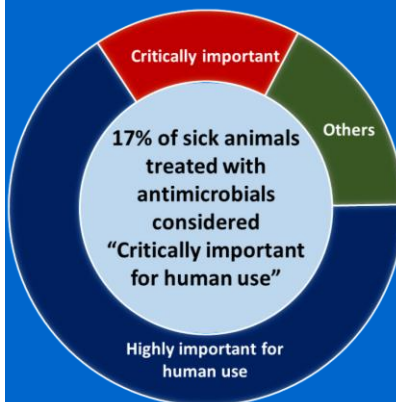 Critically important
Others
17% of sick animals
treated with
antimicrobials
considered
“Critically important
for human use”
Highly important for
human use